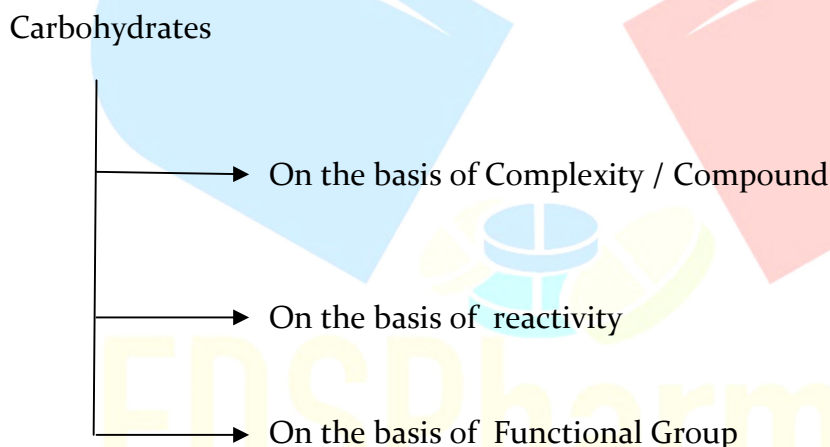 Carbohydrates
On the basis of Complexity / Compound
On the basis of reactivity
On the basis of Functional Group